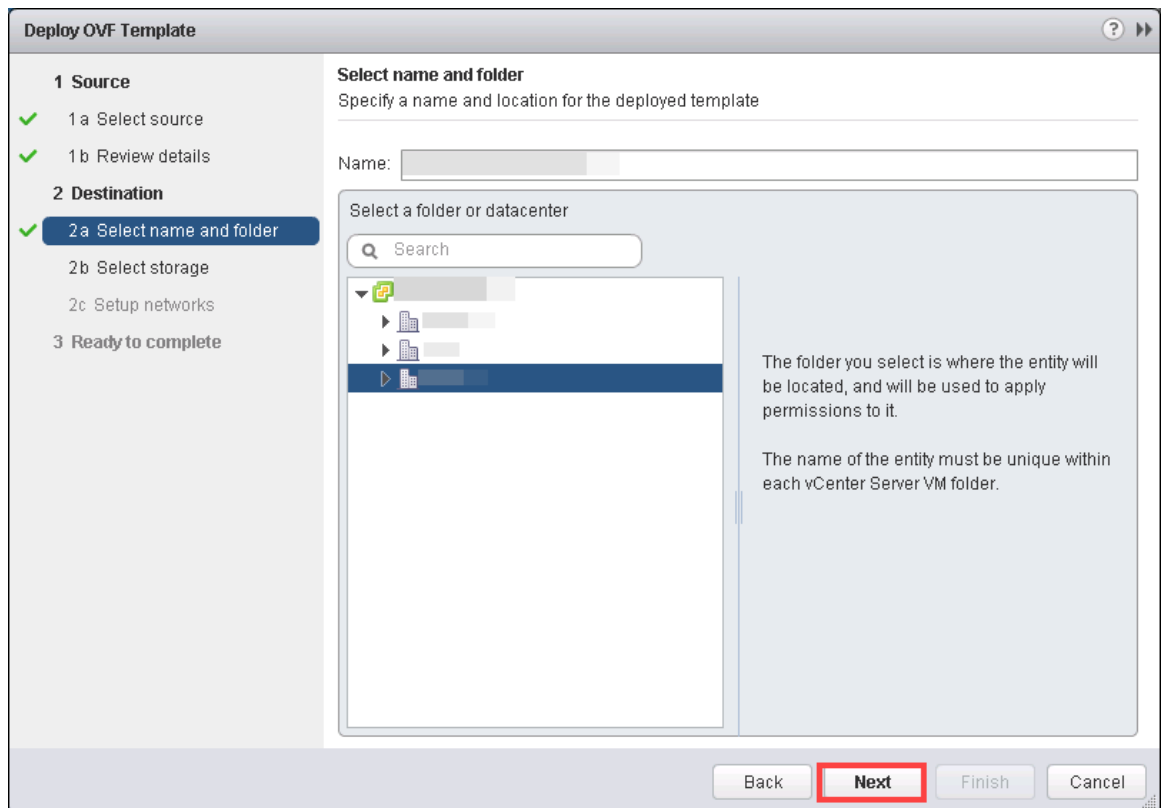 Deploy OVF Template
1 Source
1a Select source
1b Review details
2 Destination
2a Select name and folder
2b Select storage
2c Setup networks
3 Ready to complete
Select name and folder
Specify a name and location for the deployed template
Name:
Select a folder or datacenter
Search
The folder you select is where the entity will
be located, and will be used to apply
permissions to it.
The name of the entity must be unique within
each vCenter Server VM folder.
Back
Next
Finish
Cancel